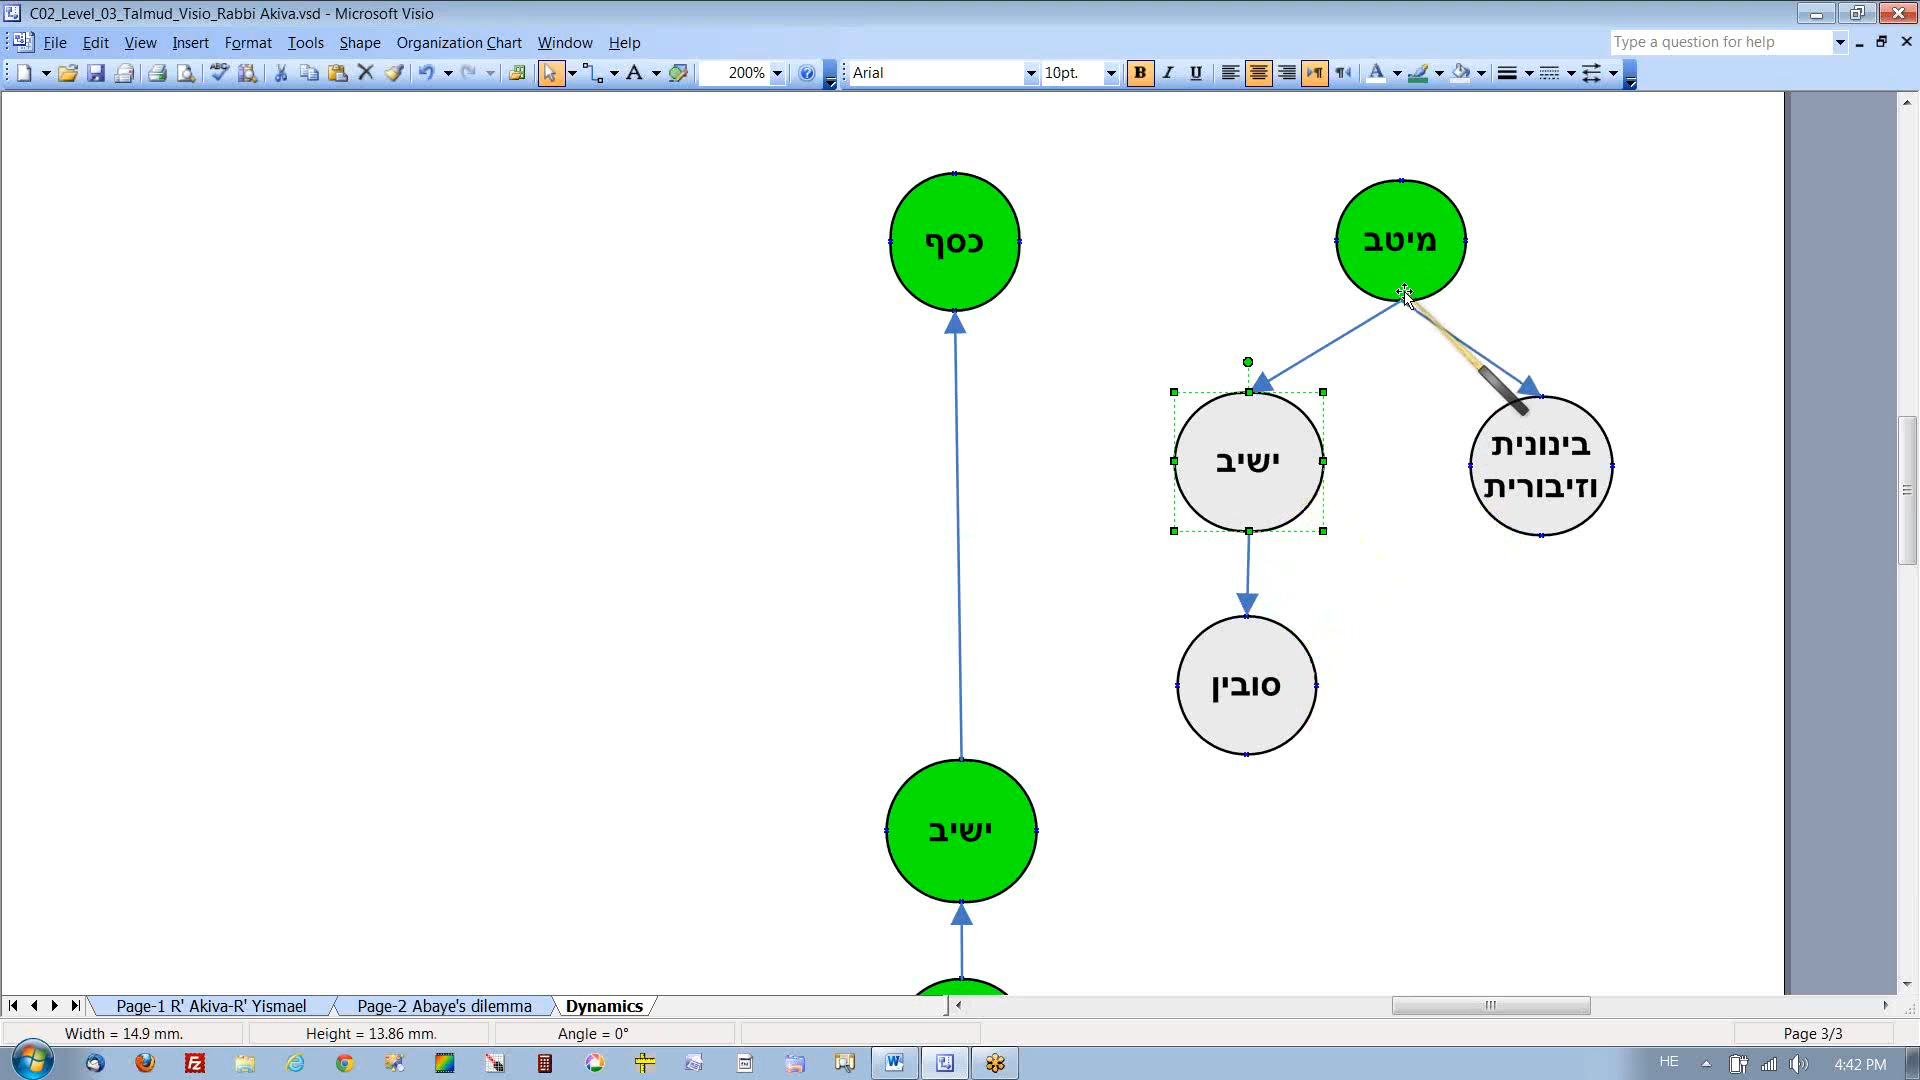 C02_Level_03_Talmud_Visio_Rabbi Akiva.vsd - Microsoft Visio
File Edit View Insert Format Tools Shape Organization Chart Window Help
Type a question for help
200%
Arial
10pt.
B I U
כסף
מיטב
ישיב
בינונית
וזיבורית
סובין
ישיב
Page-1 R' Akiva-R' Yismael
Page-2 Abaye's dilemma
Dynamics
Width = 14.9 mm.
Height = 13.86 mm.
Angle = 0°
Page 3/3
HE
4:42 PM